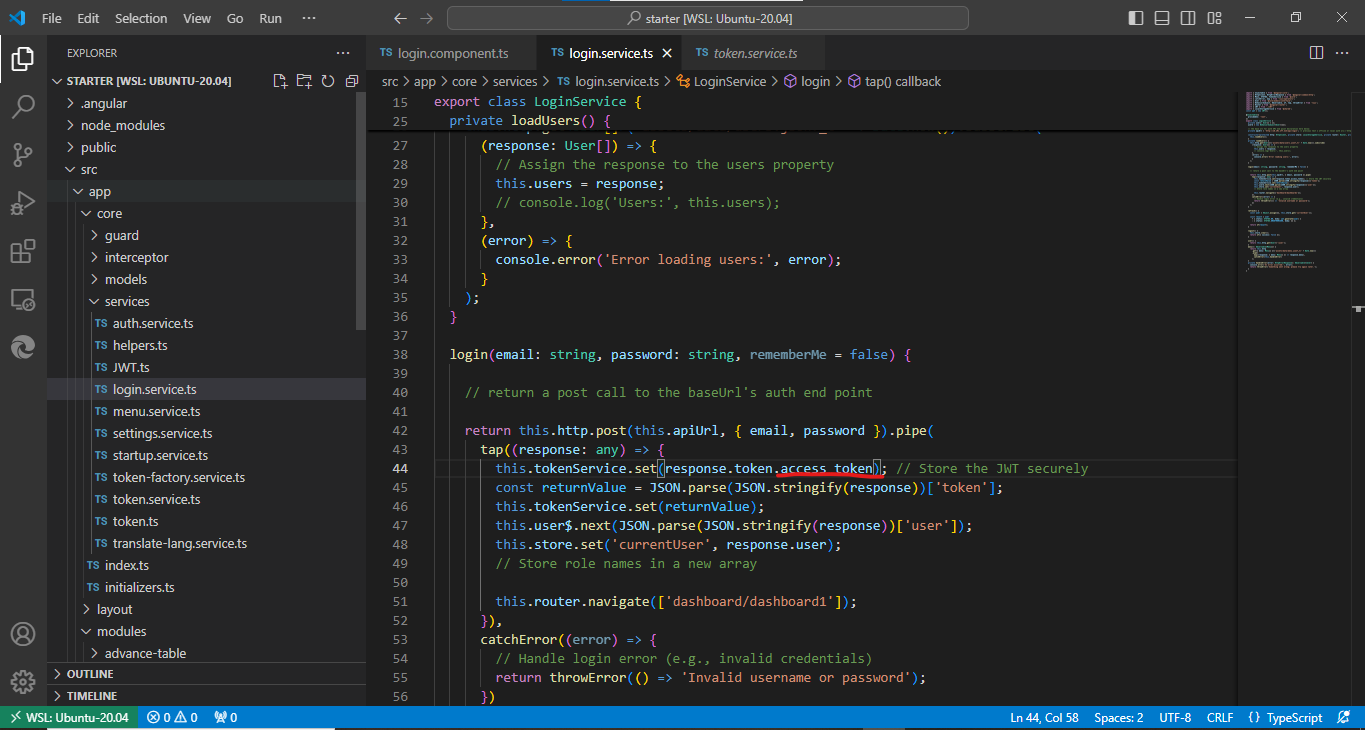 File Edit Selection View Go Run ···
starter [WSL: Ubuntu-20.04]
EXPLORER
STARTER [WSL: UBUNTU-20.04]
.angular
node_modules
public
src
app
core
guard
interceptor
models
services
TS auth.service.ts
TS helpers.ts
TS JWT.ts
TS login.service.ts
TS menu.service.ts
TS settings.service.ts
TS startup.service.ts
TS token-factory.service.ts
TS token.service.ts
TS token.ts
TS translate-lang.service.ts
TS index.ts
TS initializers.ts
layout
modules
advance-table
OUTLINE
TIMELINE
TS login.component.ts TS login.service.ts TS token.service.ts
src > app > core > services > TS login.service.ts > LoginService > login > tap() callback
15 export class LoginService {
25 private loadUsers() {
27 (response: User[]) => {
28 // Assign the response to the users property
29 this.users = response;
30 // console.log('Users:', this.users);
31 },
32 (error) => {
33 console.error('Error loading users:', error);
34 }
35 );
36 }
37
38 login(email: string, password: string, rememberMe = false) {
39
40 // return a post call to the baseUrl's auth end point
41
42 return this.http.post(this.apiUrl, { email, password }).pipe(
43 tap((response: any) => {
44 this.tokenService.set(response.token.access_token); // Store the JWT securely
45 const returnValue = JSON.parse(JSON.stringify(response))['token'];
46 this.tokenService.set(returnValue);
47 this.user$.next(JSON.parse(JSON.stringify(response))['user']);
48 this.store.set('currentUser', response.user);
49 // Store role names in a new array
50
51 this.router.navigate(['dashboard/dashboard1']);
52 }),
53 catchError((error) => {
54 // Handle login error (e.g., invalid credentials)
55 return throwError(() => 'Invalid username or password');
56 })
WSL: Ubuntu-20.04 0 0 0 Ln 44, Col 58 Spaces: 2 UTF-8 CRLF {} TypeScript